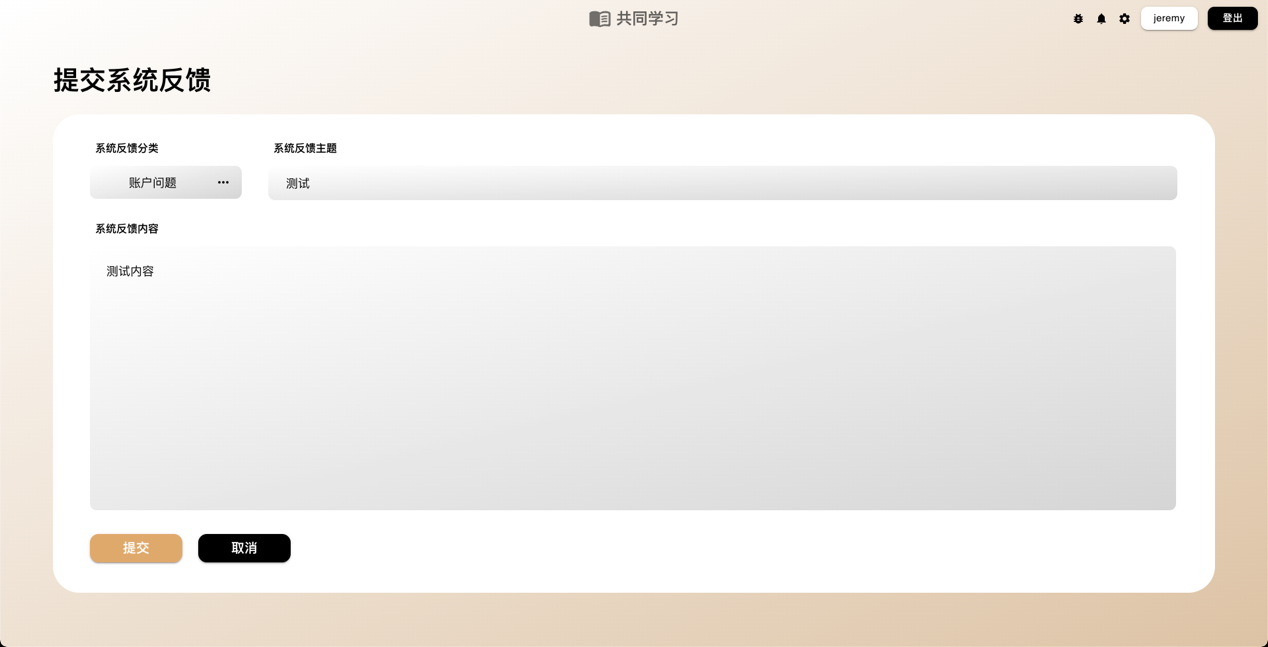 共同学习
jeremy
登出
提交系统反馈
系统反馈分类
系统反馈主题
账户问题
测试
系统反馈内容
测试内容
提交
取消